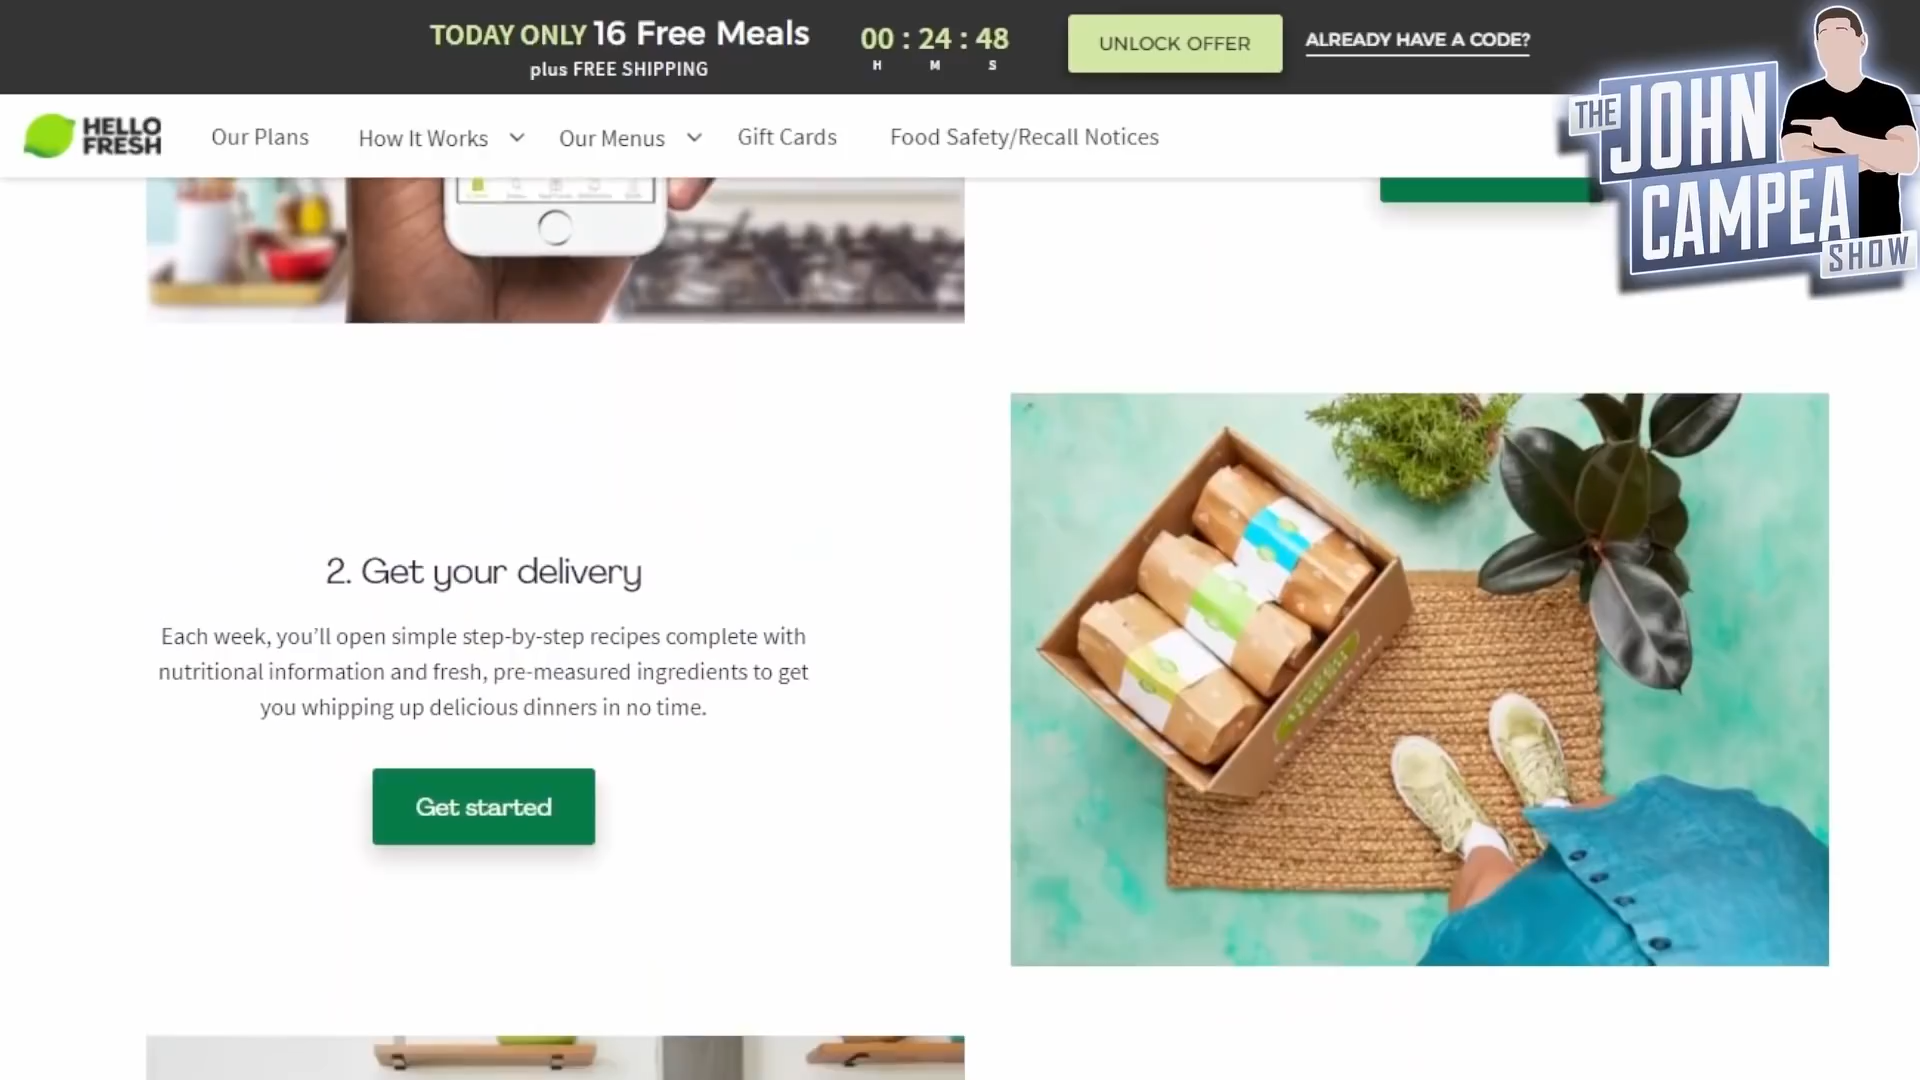 TODAY ONLY 16 Free Meals
plus FREE SHIPPING
00 : 24 : 48
H M S
UNLOCK OFFER
ALREADY HAVE A CODE?
HELLO
FRESH
Our Plans
How It Works
Our Menus
Gift Cards
Food Safety/Recall Notices
THE
JOHN
CAMPEA
SHOW
2. Get your delivery
Each week, you’ll open simple step-by-step recipes complete with
nutritional information and fresh, pre-measured ingredients to get
you whipping up delicious dinners in no time.
Get started